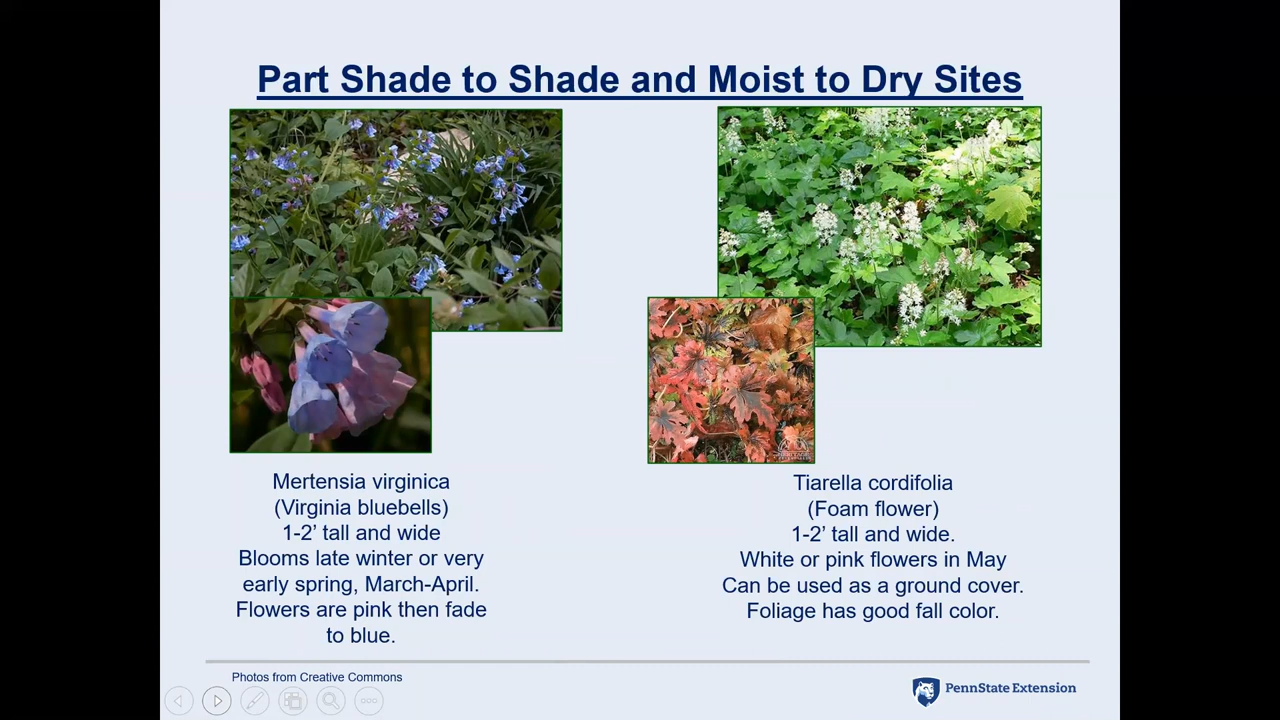 Part Shade to Shade and Moist to Dry Sites
Mertensia virginica
(Virginia bluebells)
1-2’ tall and wide
Blooms late winter or very
early spring, March-April.
Flowers are pink then fade
to blue.
Tiarella cordifolia
(Foam flower)
1-2’ tall and wide.
White or pink flowers in May
Can be used as a ground cover.
Foliage has good fall color.
Photos from Creative Commons
PennState Extension